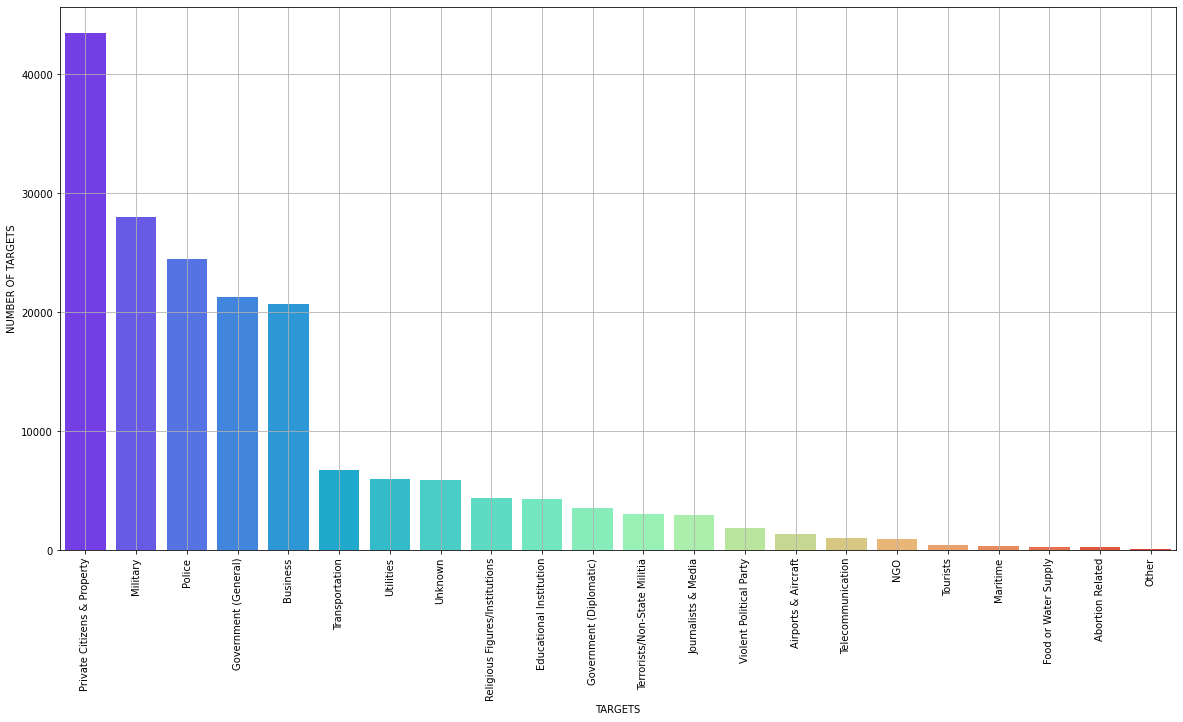 40000
30000
20000
10000
0
NUMBER OF TARGETS
Private Citizens & Property
Military
Police
Government (General)
Business
Transportation
Utilities
Unknown
Religious Figures/Institutions
Educational Institution
Government (Diplomatic)
Terrorists/Non-State Militia
Journalists & Media
Violent Political Party
Airports & Aircraft
Telecommunication
NGO
Tourists
Maritime
Food or Water Supply
Abortion Related
Other
TARGETS